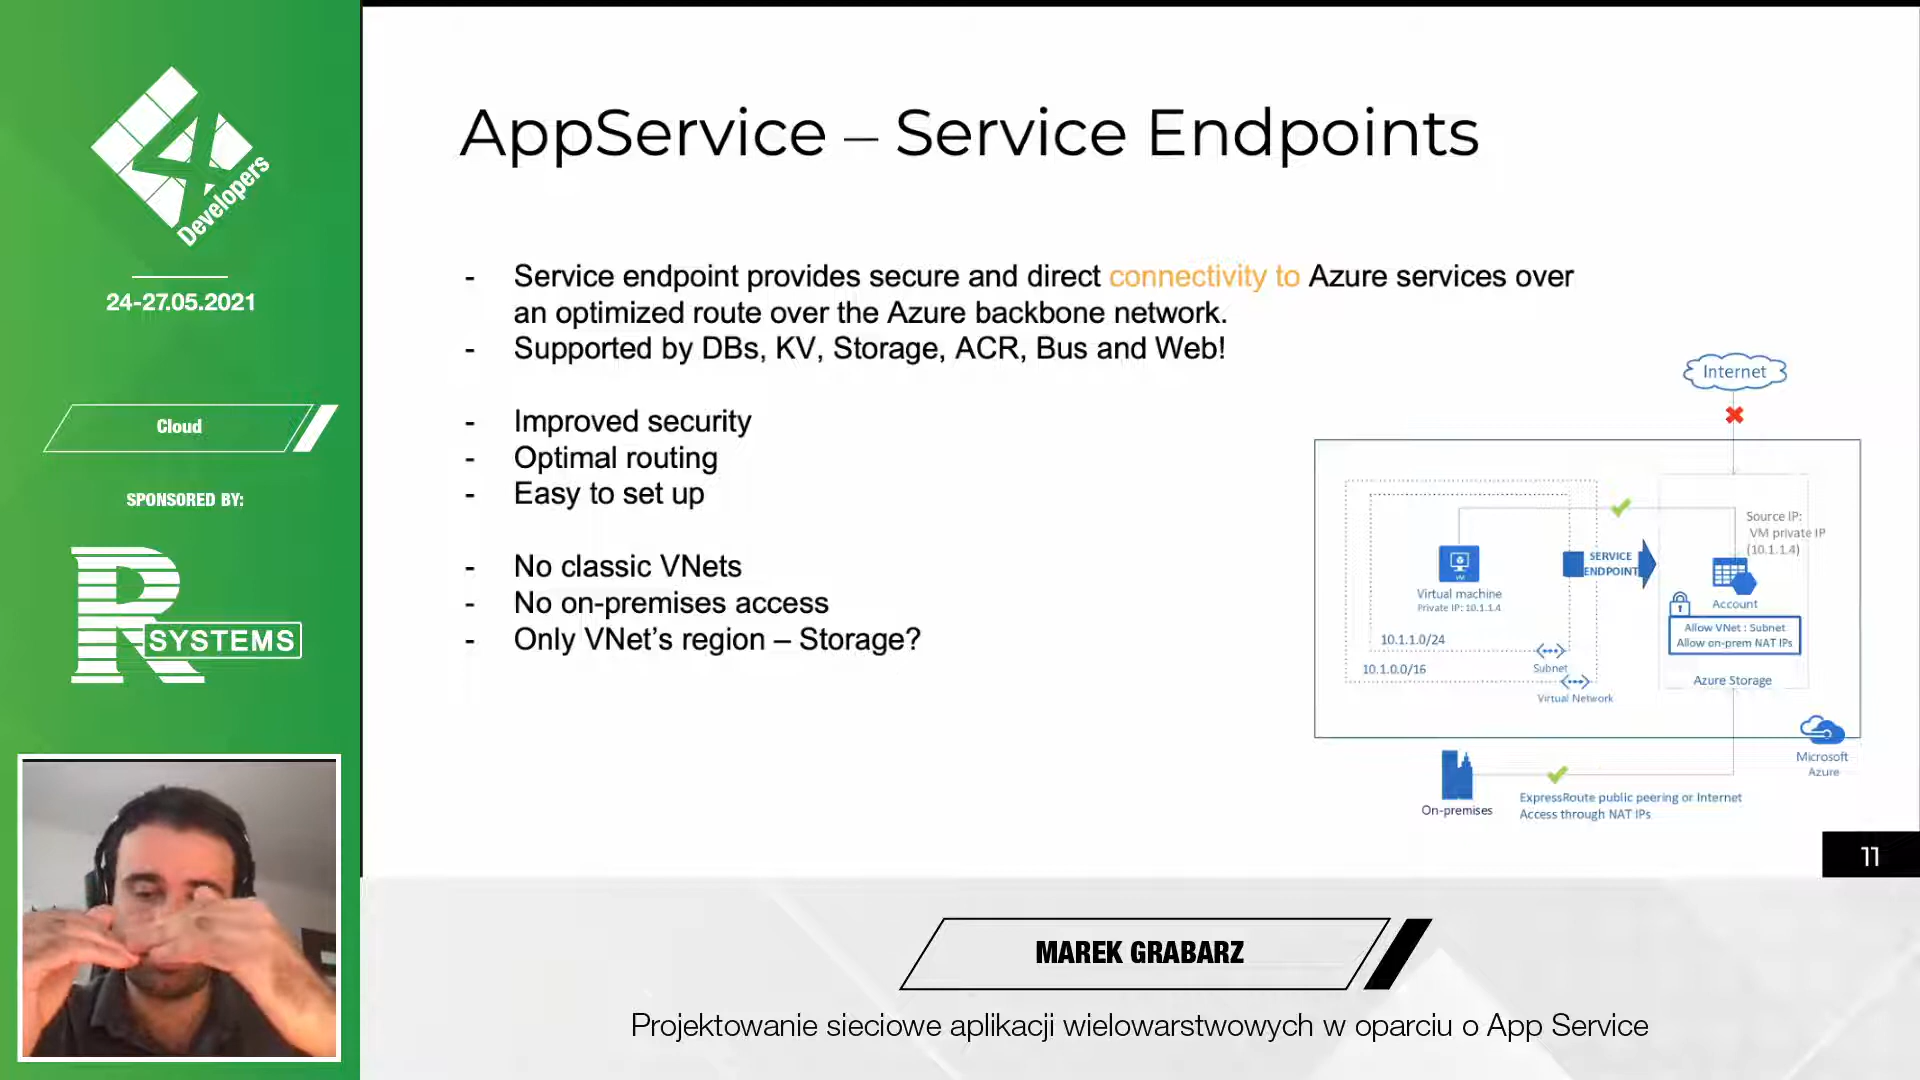 4
Developers
24-27.05.2021
Cloud
SPONSORED BY:
R SYSTEMS
AppService – Service Endpoints
- Service endpoint provides secure and direct connectivity to Azure services over
an optimized route over the Azure backbone network.
- Supported by DBs, KV, Storage, ACR, Bus and Web!
- Improved security
- Optimal routing
- Easy to set up
- No classic VNets
- No on-premises access
- Only VNet’s region – Storage?
Internet
Source IP:
VM private IP
(10.1.1.4)
SERVICE
ENDPOINT
VM
Virtual machine
Private IP: 10.1.1.4
Account
Allow VNet : Subnet
Allow on-prem NAT IPs
10.1.1.0/24
Subnet
10.1.0.0/16
Azure Storage
Virtual Network
Microsoft
Azure
On-premises
ExpressRoute public peering or Internet
Access through NAT IPs
11
MAREK GRABARZ
Projektowanie sieciowe aplikacji wielowarstwowych w oparciu o App Service